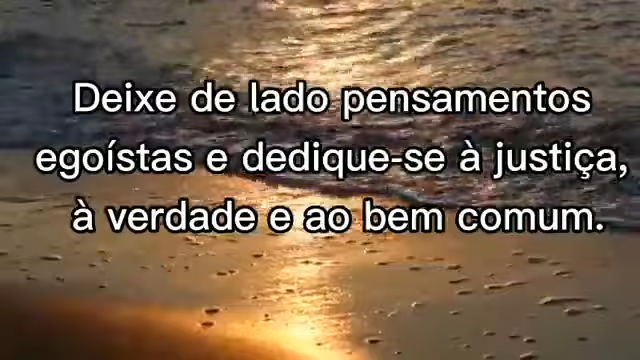 Deixe de lado pensamentos
egoístas e dedique-se à justiça,
à verdade e ao bem comum.